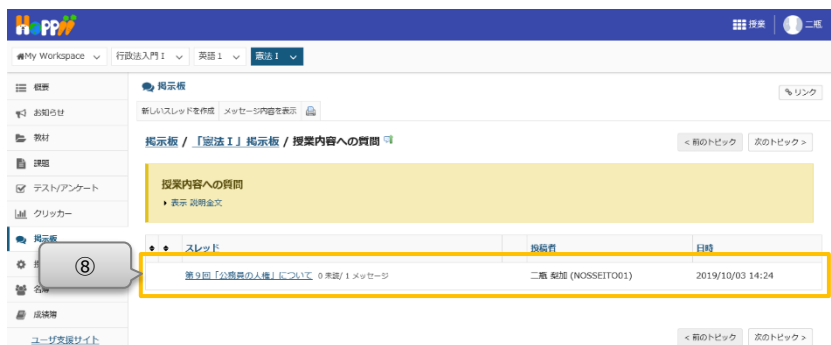 HOPPii
授業 二瓶
My Workspace 行政法入門Ⅰ 英語1 憲法Ⅰ
概要
お知らせ
教材
課題
テスト/アンケート
クリッカー
掲示板
名簿
成績簿
ユーザ支援サイト
掲示板
リンク
新しいスレッドを作成 メッセージ内容を表示
掲示板 / 「憲法Ⅰ」掲示板 / 授業内容への質問
<前のトピック 次のトピック>
授業内容への質問
表示 説明全文
スレッド 投稿者 日時
⑧
第9回「公務員の人権」について 0 未読/ 1 メッセージ 二瓶 梨加 (NOSSEITO01) 2019/10/03 14:24
<前のトピック 次のトピック>